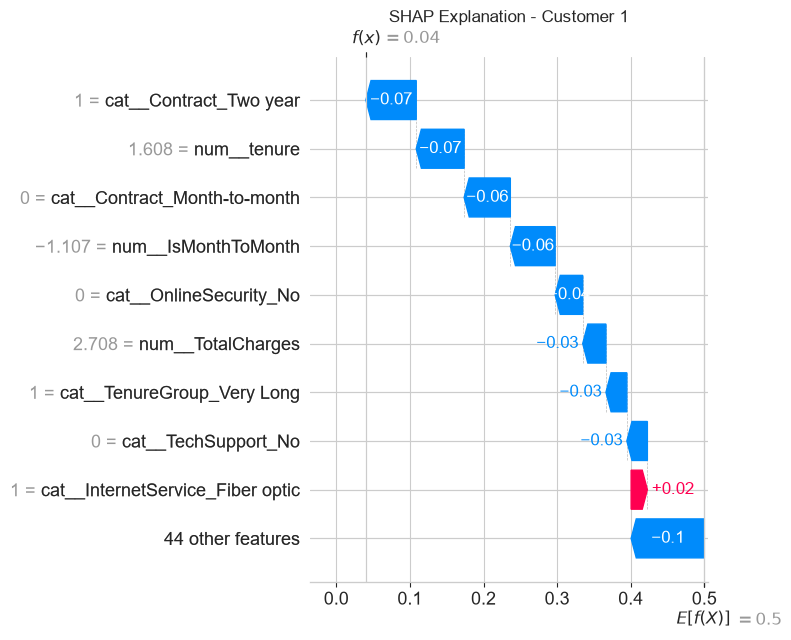 SHAP Explanation - Customer 1
f(x) = 0.04
1 = cat__Contract_Two year
−0.07
1.608 = num__tenure
−0.07
0 = cat__Contract_Month-to-month
−0.06
−1.107 = num__IsMonthToMonth
−0.06
0 = cat__OnlineSecurity_No
−0.04
2.708 = num__TotalCharges
−0.03
1 = cat__TenureGroup_Very Long
−0.03
0 = cat__TechSupport_No
−0.03
1 = cat__InternetService_Fiber optic
+0.02
44 other features
−0.1
0.0 0.1 0.2 0.3 0.4 0.5
E[f(X)] = 0.5